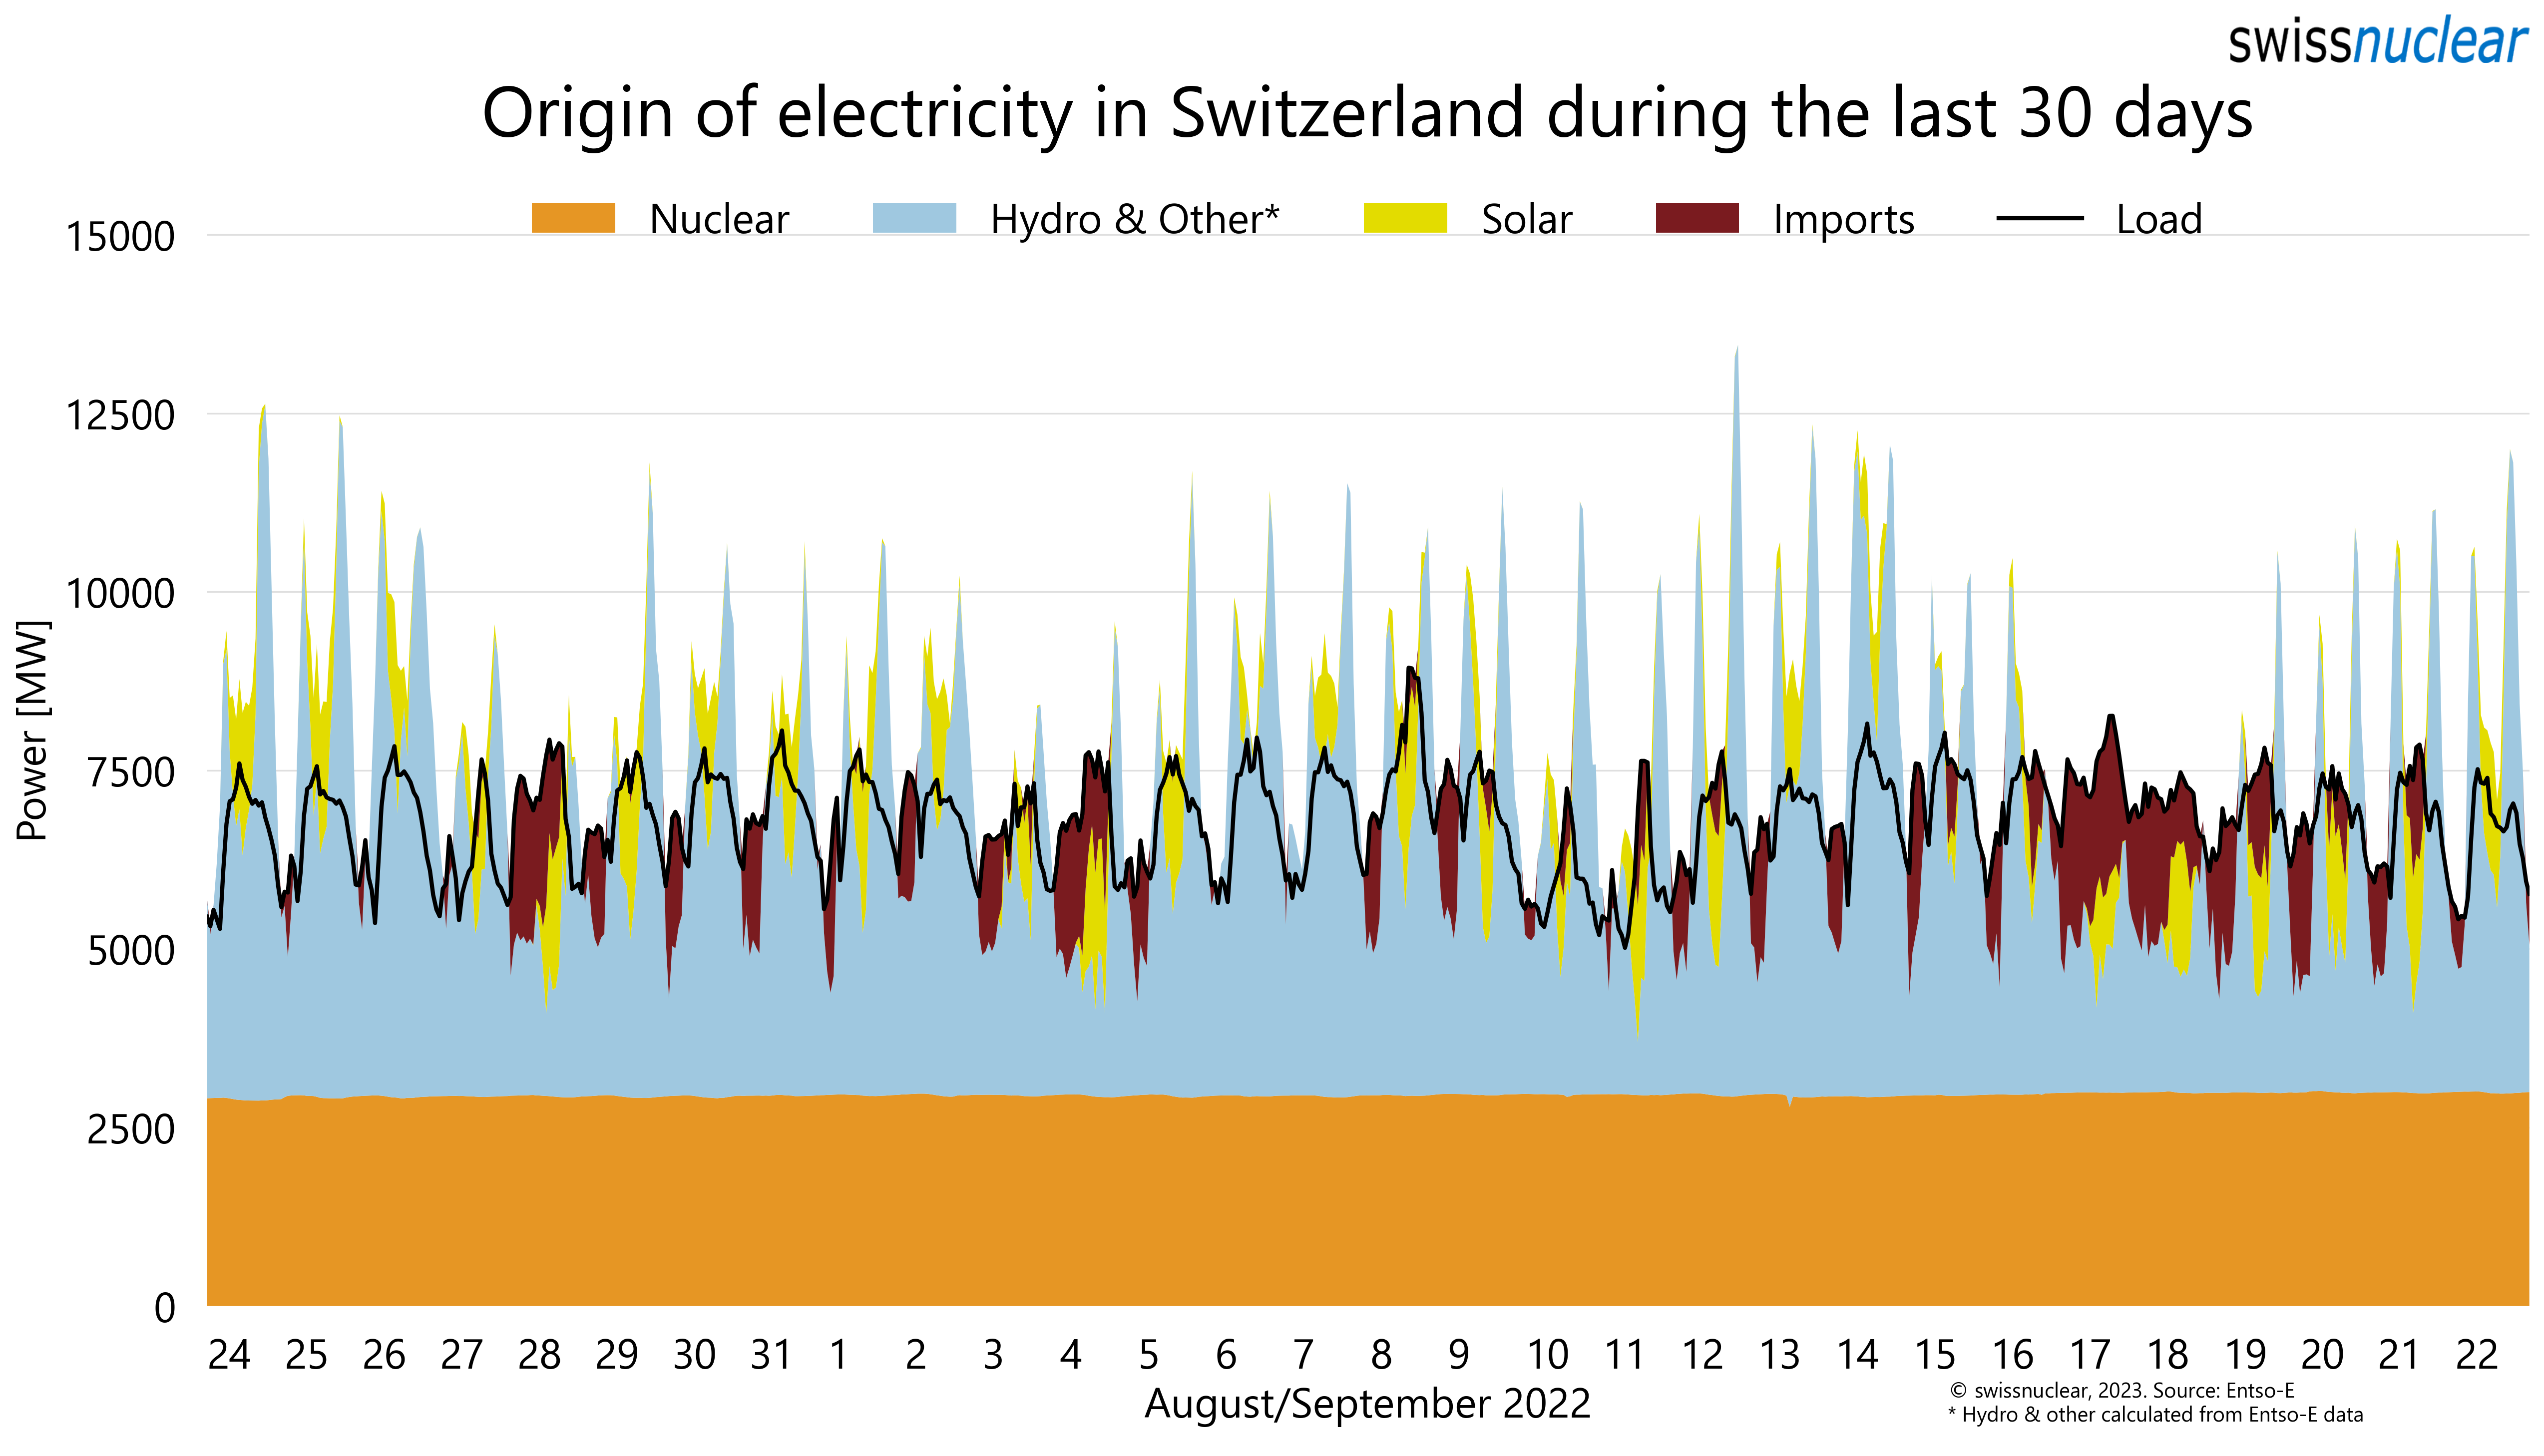 swissnuclear
Origin of electricity in Switzerland during the last 30 days
Nuclear Hydro & Other* Solar Imports Load
15000
12500
10000
7500
5000
2500
0
Power [MW]
24 25 26 27 28 29 30 31 1 2 3 4 5 6 7 8 9 10 11 12 13 14 15 16 17 18 19 20 21 22
August/September 2022
© swissnuclear, 2023. Source: Entso-E
* Hydro & other calculated from Entso-E data